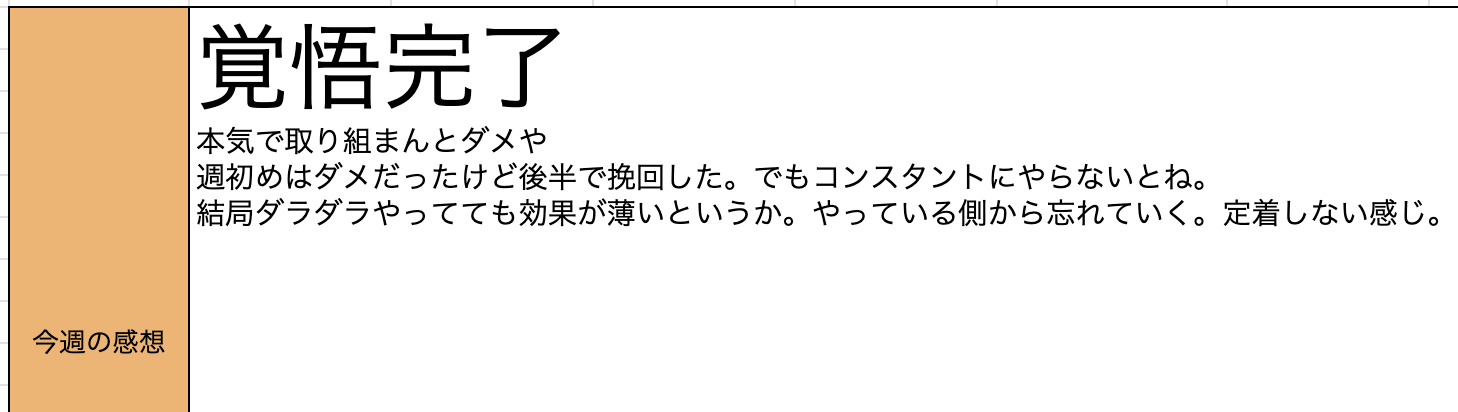 覚悟完了
本気で取り組まんとダメや
週初めはダメだったけど後半で挽回した。でもコンスタントにやらないとね。
結局ダラダラやってても効果が薄いというか。やっている側から忘れていく。定着しない感じ。
今週の感想